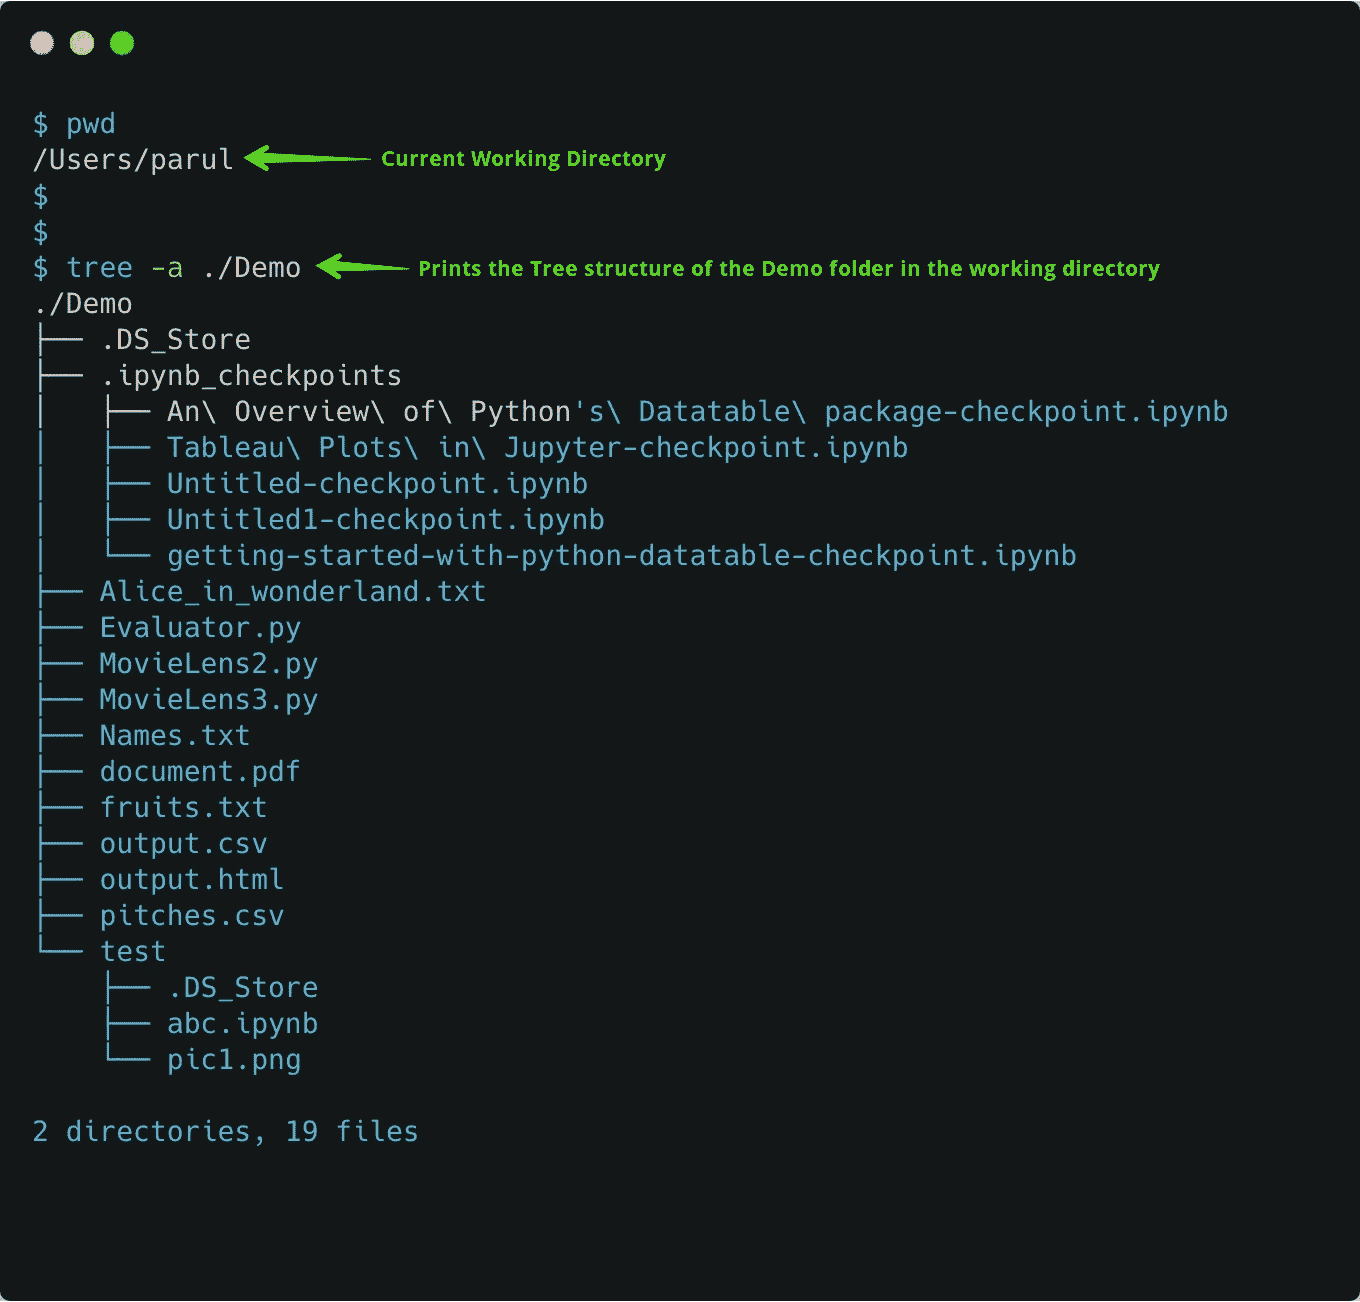 $ pwd
/Users/parul Current Working Directory
$
$
$ tree -a ./Demo Prints the Tree structure of the Demo folder in the working directory
./Demo
├── .DS_Store
├── .ipynb_checkpoints
│   ├── An\ Overview\ of\ Python's\ Datatable\ package-checkpoint.ipynb
│   ├── Tableau\ Plots\ in\ Jupyter-checkpoint.ipynb
│   ├── Untitled-checkpoint.ipynb
│   ├── Untitled1-checkpoint.ipynb
│   └── getting-started-with-python-datatable-checkpoint.ipynb
├── Alice_in_wonderland.txt
├── Evaluator.py
├── MovieLens2.py
├── MovieLens3.py
├── Names.txt
├── document.pdf
├── fruits.txt
├── output.csv
├── output.html
├── pitches.csv
└── test
    ├── .DS_Store
    ├── abc.ipynb
    └── pic1.png
2 directories, 19 files